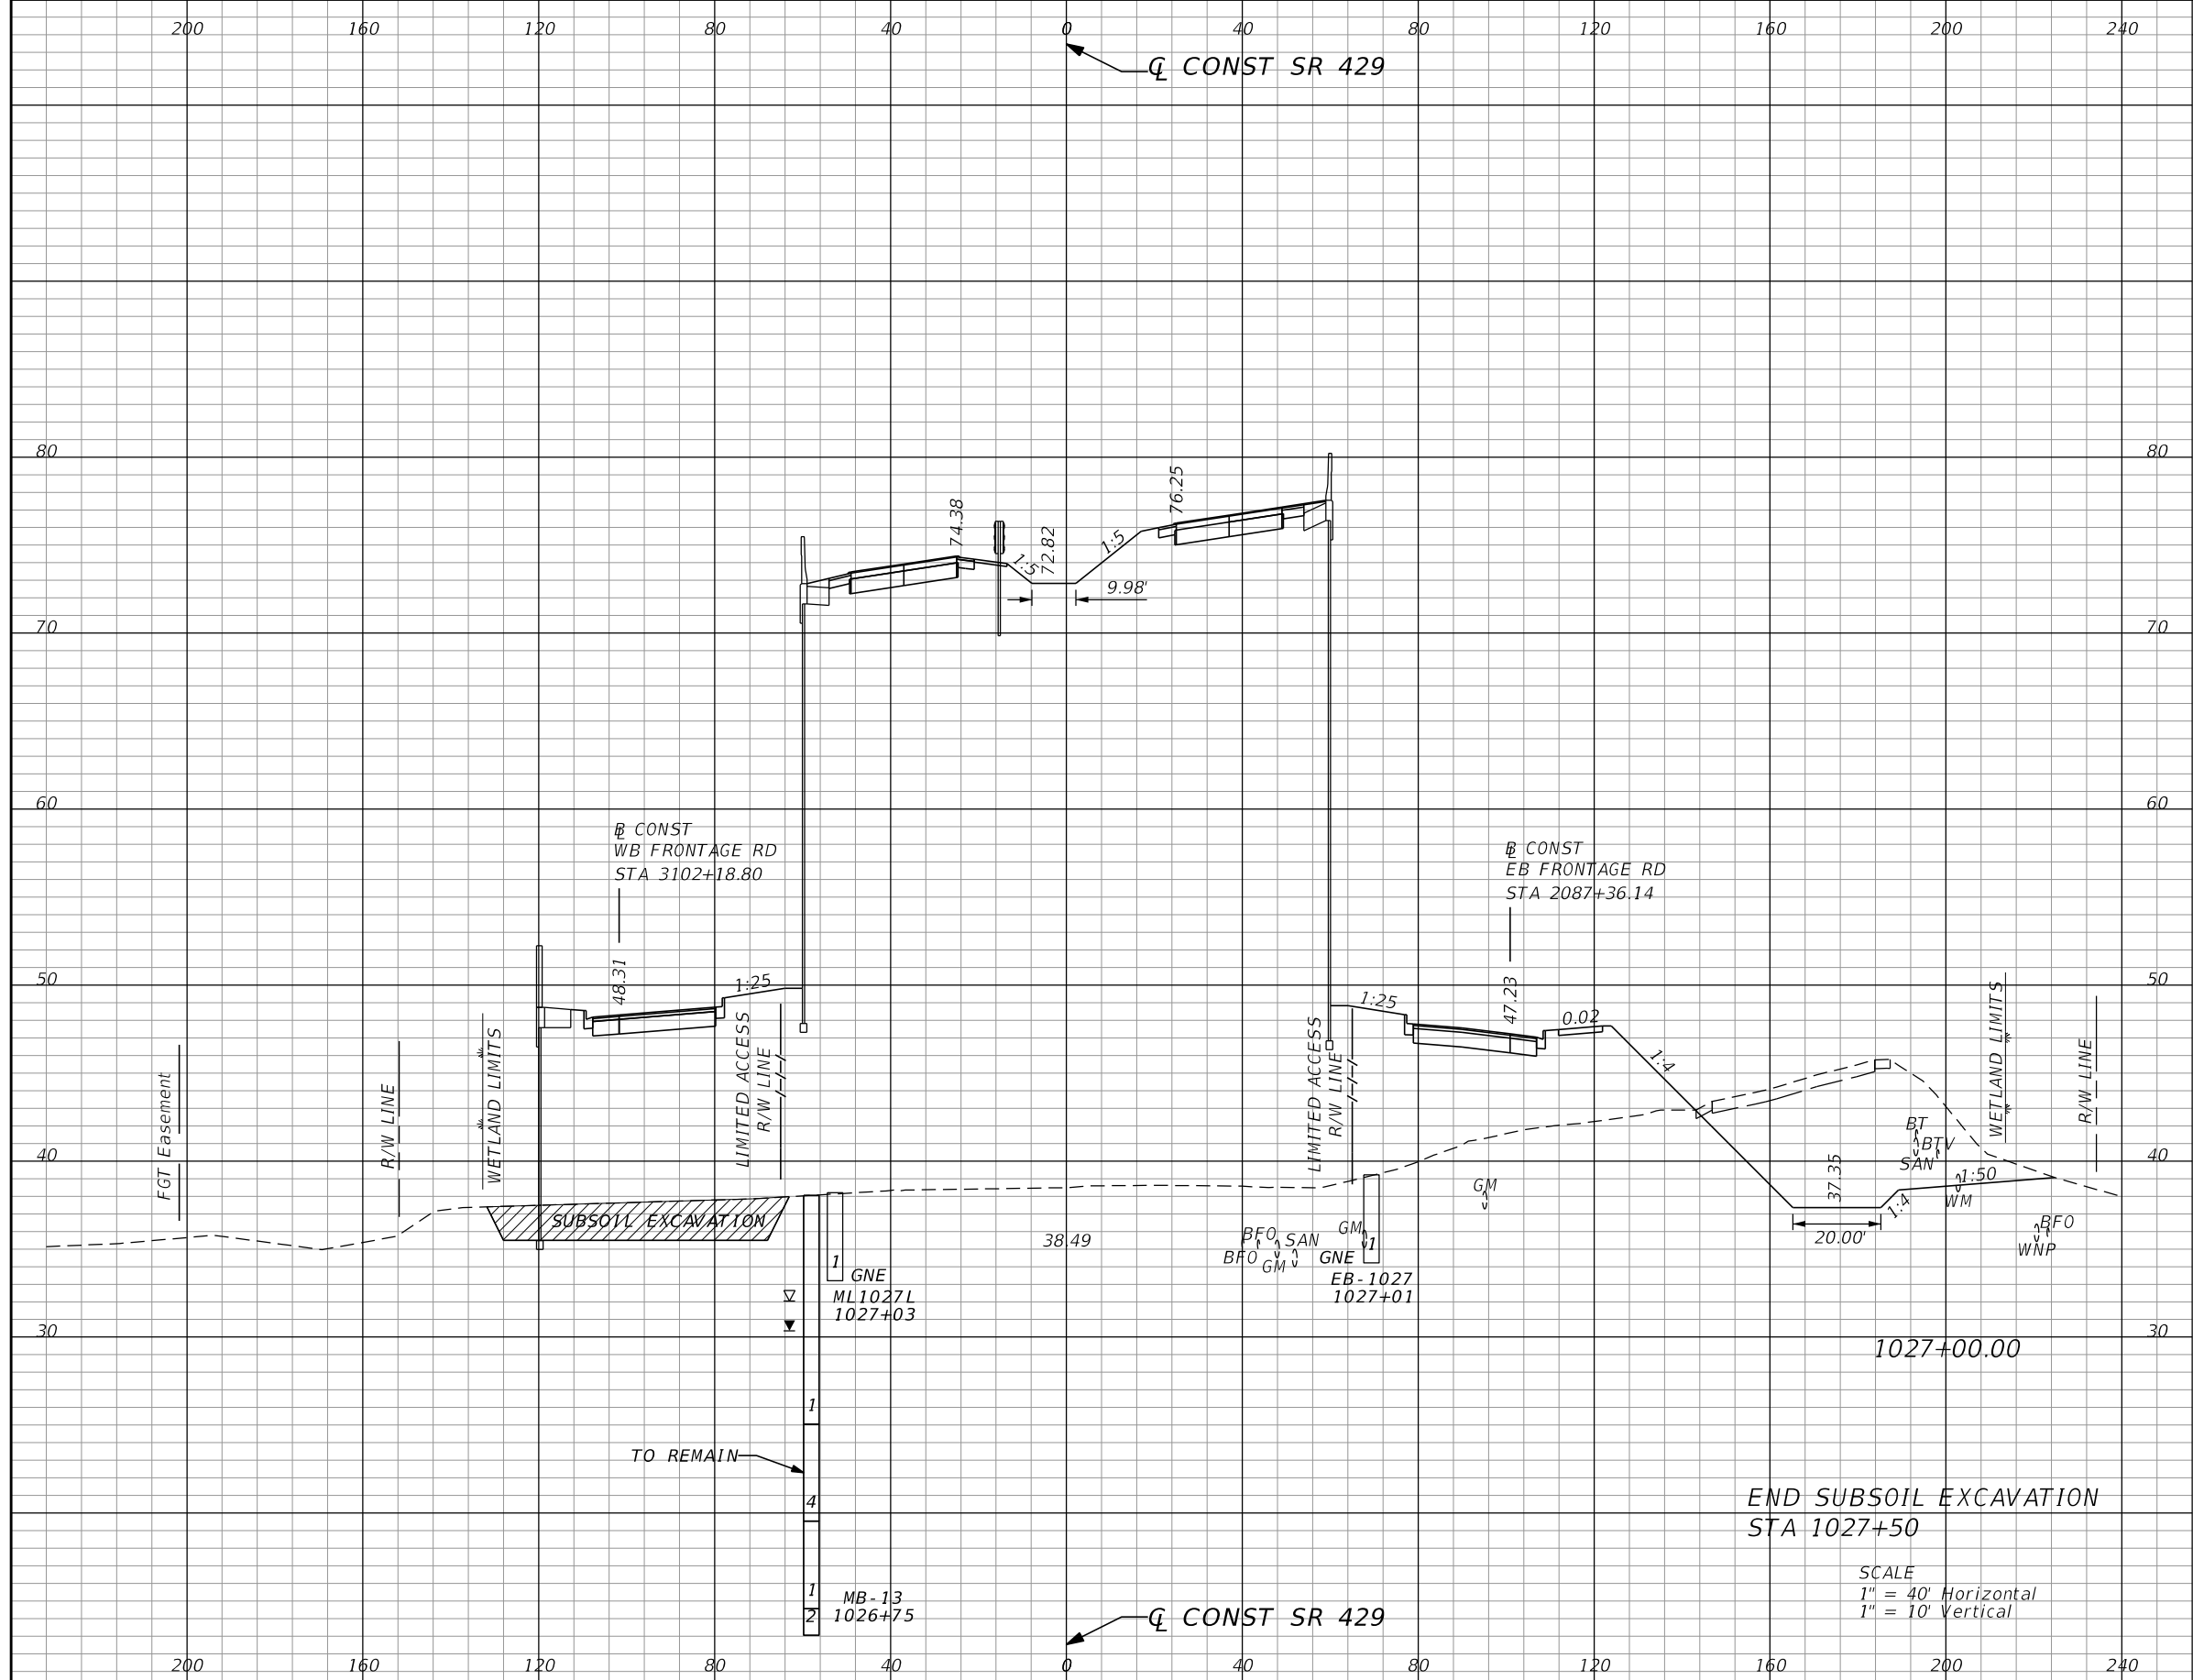 200 160 120 80 40 0 40 80 120 160 200 240
℄ CONST SR 429
80 80
76.25
74.38
72.82
1:5
1:5
9.98'
70 70
60 60
℄ CONST
WB FRONTAGE RD
STA 3102+18.80
B CONST
EB FRONTAGE RD
STA 2087+36.14
50 50
48.31
1:25
1:25
47.23
0.02
1:4
FGT Easement
R/W LINE
WETLAND LIMITS
LIMITED ACCESS
R/W LINE
LIMITED ACCESS
R/W LINE
WETLAND LIMITS
R/W LINE
40 40
BT
BTV
SAN
37.35
1:50
1:4
WM
20.00'
BFO
WNP
SUBSOIL EXCAVATION
38.49
GM
GM
BFO
SAN
BFO
GM
GNE
1
EB-1027
1027+01
1
GNE
ML1027L
1027+03
30 30
1027+00.00
1
TO REMAIN
4
END SUBSOIL EXCAVATION
STA 1027+50
1
2
MB-13
1026+75
SCALE
1" = 40' Horizontal
1" = 10' Vertical
℄ CONST SR 429
200 160 120 80 40 0 40 80 120 160 200 240